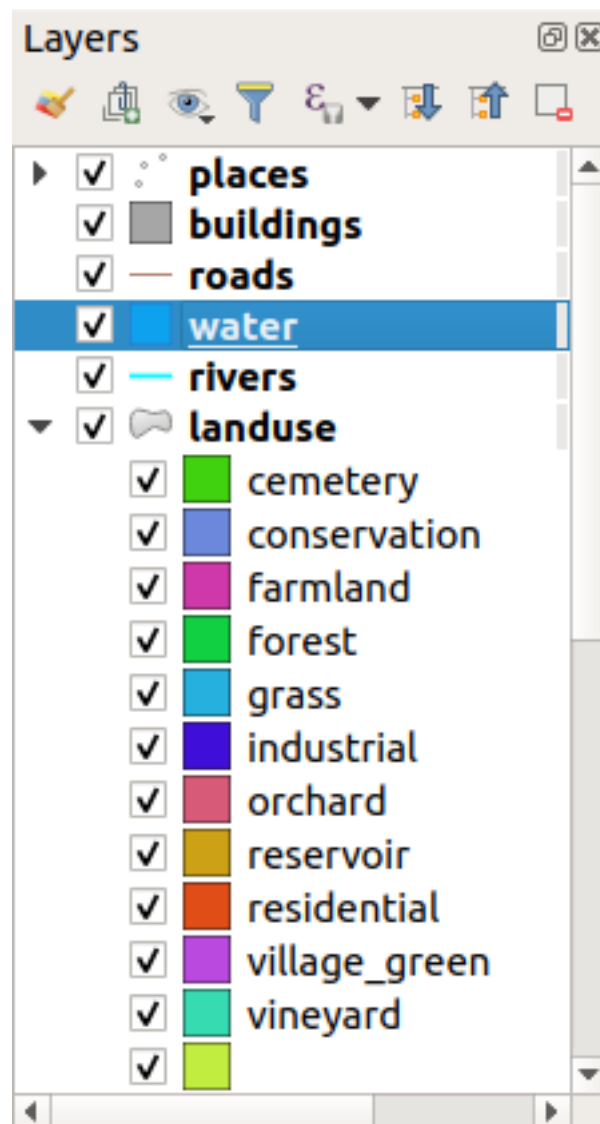 Layers
places
buildings
roads
water
rivers
landuse
cemetery
conservation
farmland
forest
grass
industrial
orchard
reservoir
residential
village_green
vineyard